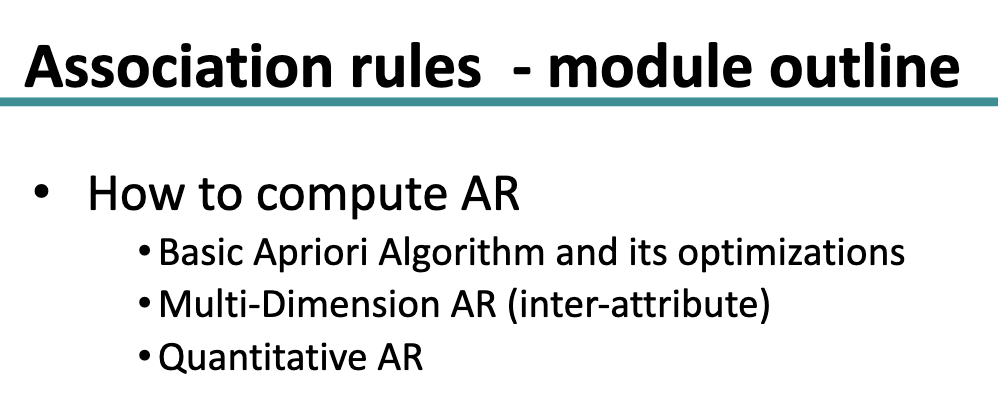 Association rules - module outline
• How to compute AR
• Basic Apriori Algorithm and its optimizations
• Multi-Dimension AR (inter-attribute)
• Quantitative AR